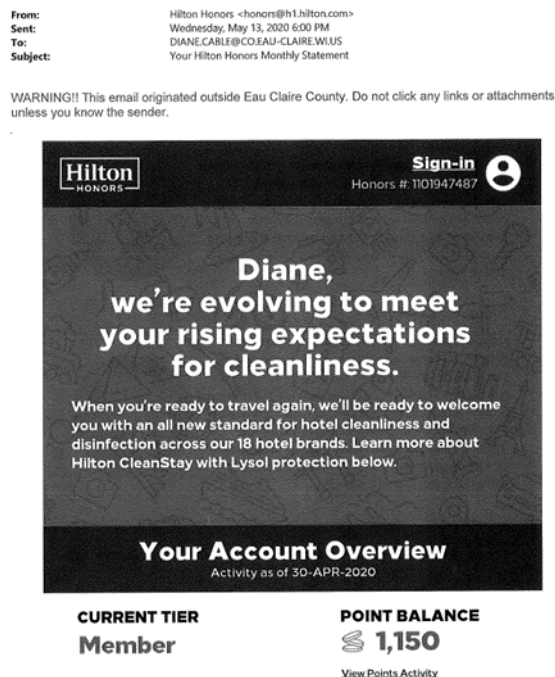 From: Hilton Honors <honors@h1.hilton.com>
Sent: Wednesday, May 13, 2020 6:00 PM
To: DIANE.CABLE@CO.EAU-CLAIRE.WI.US
Subject: Your Hilton Honors Monthly Statement
WARNING!! This email originated outside Eau Claire County. Do not click any links or attachments
unless you know the sender.
Hilton
HONORS
Sign-in
Honors #: 1101947487
Diane,
we're evolving to meet
your rising expectations
for cleanliness.
When you're ready to travel again, we'll be ready to welcome
you with an all new standard for hotel cleanliness and
disinfection across our 18 hotel brands. Learn more about
Hilton CleanStay with Lysol protection below.
Your Account Overview
Activity as of 30-APR-2020
CURRENT TIER
Member
POINT BALANCE
1,150
View Points Activity